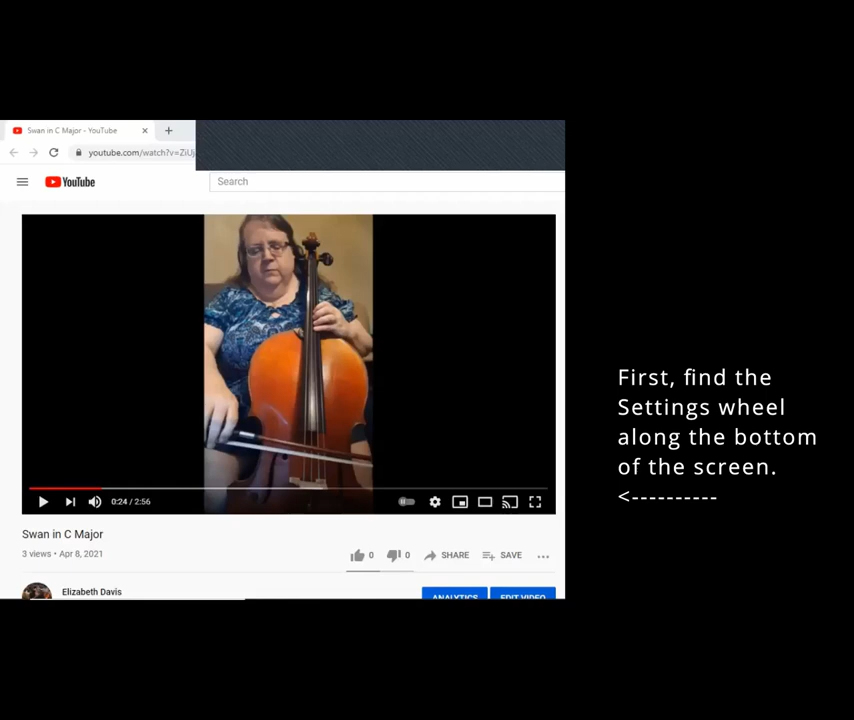 Swan in C Major - YouTube
youtube.com/watch?v=ZiUj
YouTube
Search
First, find the
Settings wheel
along the bottom
of the screen.
<----------
0:24 / 2:56
Swan in C Major
3 views • Apr 8, 2021
0
0
SHARE
SAVE
Elizabeth Davis
ANALYTICS
EDIT VIDEO